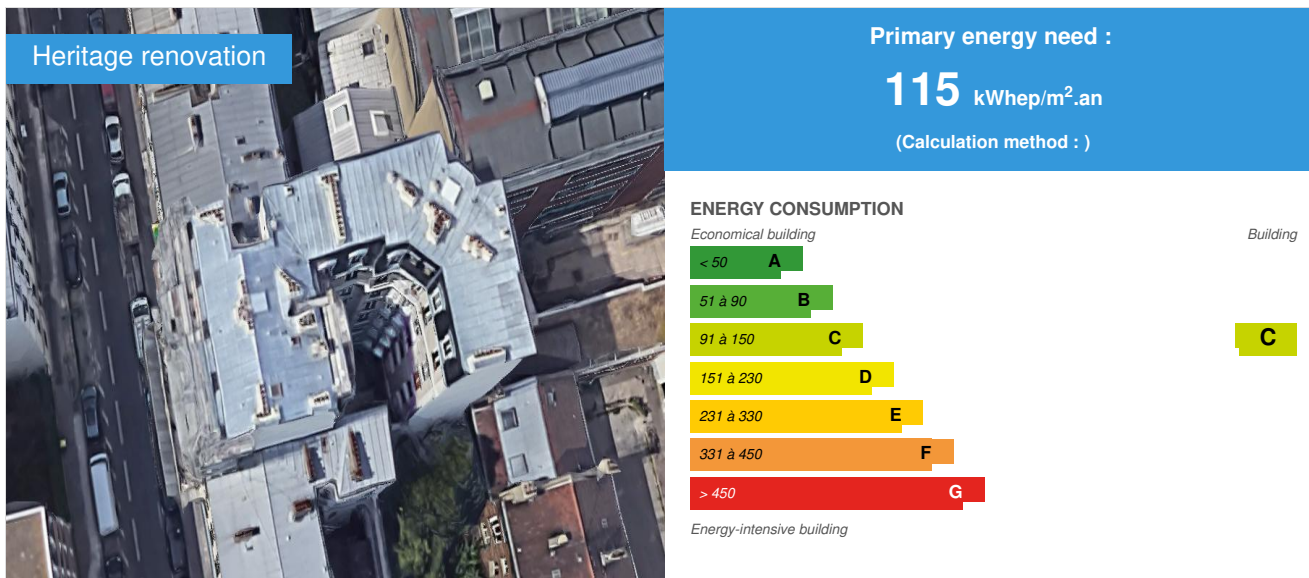 Heritage renovation
Primary energy need :
115 kWhep/m².an
(Calculation method : )
ENERGY CONSUMPTION
Economical building
Building
< 50 A
51 à 90 B
91 à 150 C
C
151 à 230 D
231 à 330 E
331 à 450 F
> 450 G
Energy-intensive building